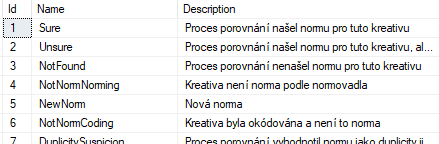 Id Name Description
1 Sure Proces porovnání našel normu pro tuto kreativu
2 Unsure Proces porovnání našel normu pro tuto kreativu, al...
3 NotFound Proces porovnání nenašel normu pro tuto kreativu
4 NotNormNorming Kreativa není norma podle normovadla
5 NewNorm Nová norma
6 NotNormCoding Kreativa byla okódována a není to norma
7 DuplicitySuspicion Proces porovnání vyhodnotil normu jako duplicitu ji